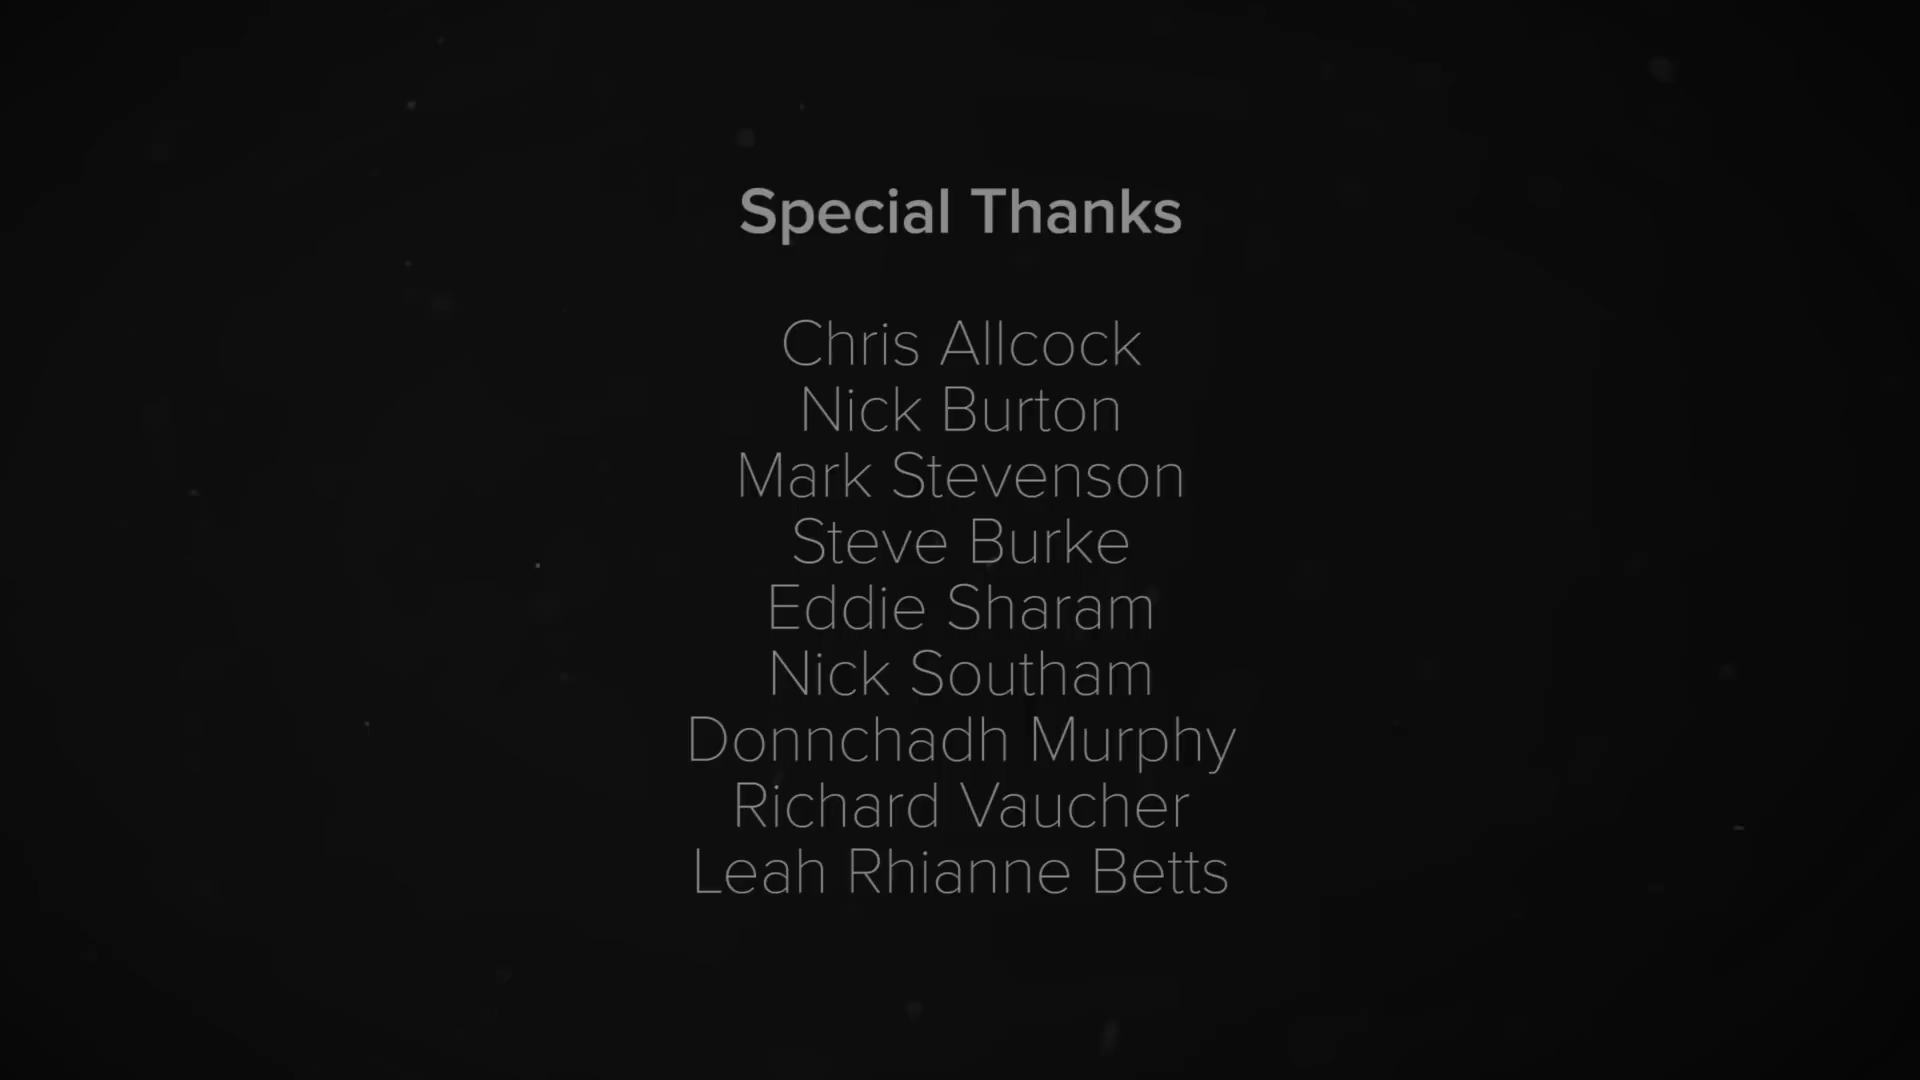 Special Thanks
Chris Allcock
Nick Burton
Mark Stevenson
Steve Burke
Eddie Sharam
Nick Southam
Donnchadh Murphy
Richard Vaucher
Leah Rhianne Betts